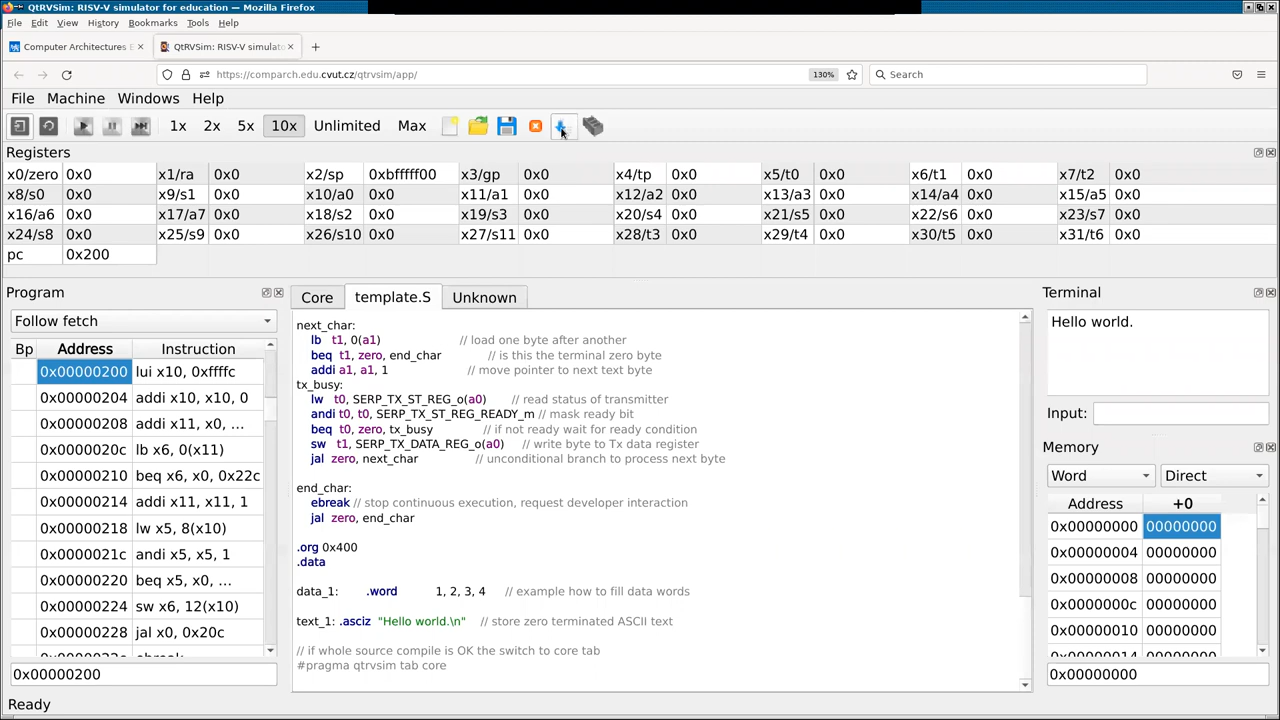 QtRVSim: RISV-V simulator for education — Mozilla Firefox
File Edit View History Bookmarks Tools Help
Computer Architectures E
QtRVSim: RISV-V simulato
https://comparch.edu.cvut.cz/qtrvsim/app/
130%
Search
File Machine Windows Help
1x 2x 5x 10x Unlimited Max
Registers
x0/zero 0x0 x1/ra 0x0 x2/sp 0xbfffff00 x3/gp 0x0 x4/tp 0x0 x5/t0 0x0 x6/t1 0x0 x7/t2 0x0
x8/s0 0x0 x9/s1 0x0 x10/a0 0x0 x11/a1 0x0 x12/a2 0x0 x13/a3 0x0 x14/a4 0x0 x15/a5 0x0
x16/a6 0x0 x17/a7 0x0 x18/s2 0x0 x19/s3 0x0 x20/s4 0x0 x21/s5 0x0 x22/s6 0x0 x23/s7 0x0
x24/s8 0x0 x25/s9 0x0 x26/s10 0x0 x27/s11 0x0 x28/t3 0x0 x29/t4 0x0 x30/t5 0x0 x31/t6 0x0
pc 0x200
Program
Follow fetch
Bp Address Instruction
0x00000200 lui x10, 0xffffc
0x00000204 addi x10, x10, 0
0x00000208 addi x11, x0, ...
0x0000020c lb x6, 0(x11)
0x00000210 beq x6, x0, 0x22c
0x00000214 addi x11, x11, 1
0x00000218 lw x5, 8(x10)
0x0000021c andi x5, x5, 1
0x00000220 beq x5, x0, ...
0x00000224 sw x6, 12(x10)
0x00000228 jal x0, 0x20c
0x00000200
Core template.S Unknown
next_char:
lb t1, 0(a1) // load one byte after another
beq t1, zero, end_char // is this the terminal zero byte
addi a1, a1, 1 // move pointer to next text byte
tx_busy:
lw t0, SERP_TX_ST_REG_o(a0) // read status of transmitter
andi t0, t0, SERP_TX_ST_REG_READY_m // mask ready bit
beq t0, zero, tx_busy // if not ready wait for ready condition
sw t1, SERP_TX_DATA_REG_o(a0) // write byte to Tx data register
jal zero, next_char // unconditional branch to process next byte
end_char:
ebreak // stop continuous execution, request developer interaction
jal zero, end_char
.org 0x400
.data
data_1: .word 1, 2, 3, 4 // example how to fill data words
text_1: .asciz "Hello world.\n" // store zero terminated ASCII text
// if whole source compile is OK the switch to core tab
#pragma qtrvsim tab core
Terminal
Hello world.
Input:
Memory
Word Direct
Address +0
0x00000000 00000000
0x00000004 00000000
0x00000008 00000000
0x0000000c 00000000
0x00000010 00000000
0x00000000
Ready